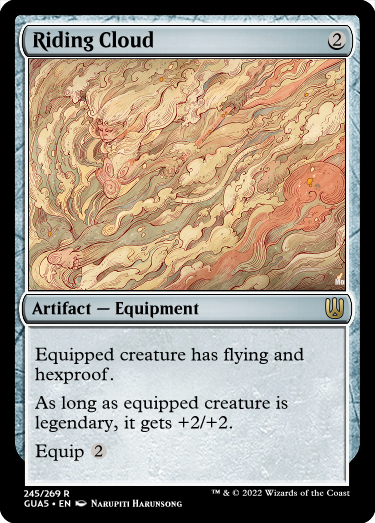 Riding Cloud 2
Artifact — Equipment
Equipped creature has flying and
hexproof.
As long as equipped creature is
legendary, it gets +2/+2.
Equip 2
245/269 R
GUA5 • EN Narupiti Harunsong
™ & © 2022 Wizards of the Coast